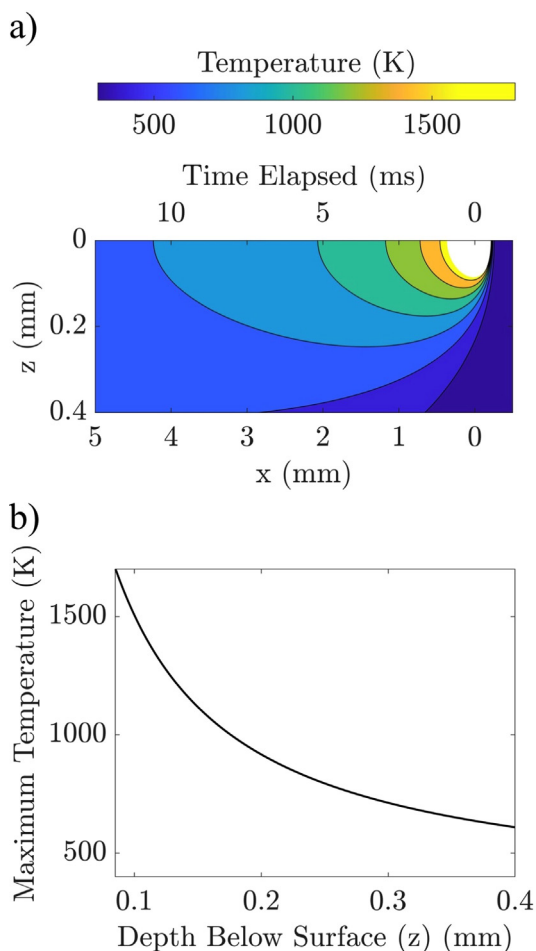 a)
Temperature (K)
500 1000 1500
Time Elapsed (ms)
10 5 0
0
0.2
0.4
z (mm)
5 4 3 2 1 0
x (mm)
b)
Maximum Temperature (K)
1500
1000
500
0.1 0.2 0.3 0.4
Depth Below Surface (z) (mm)